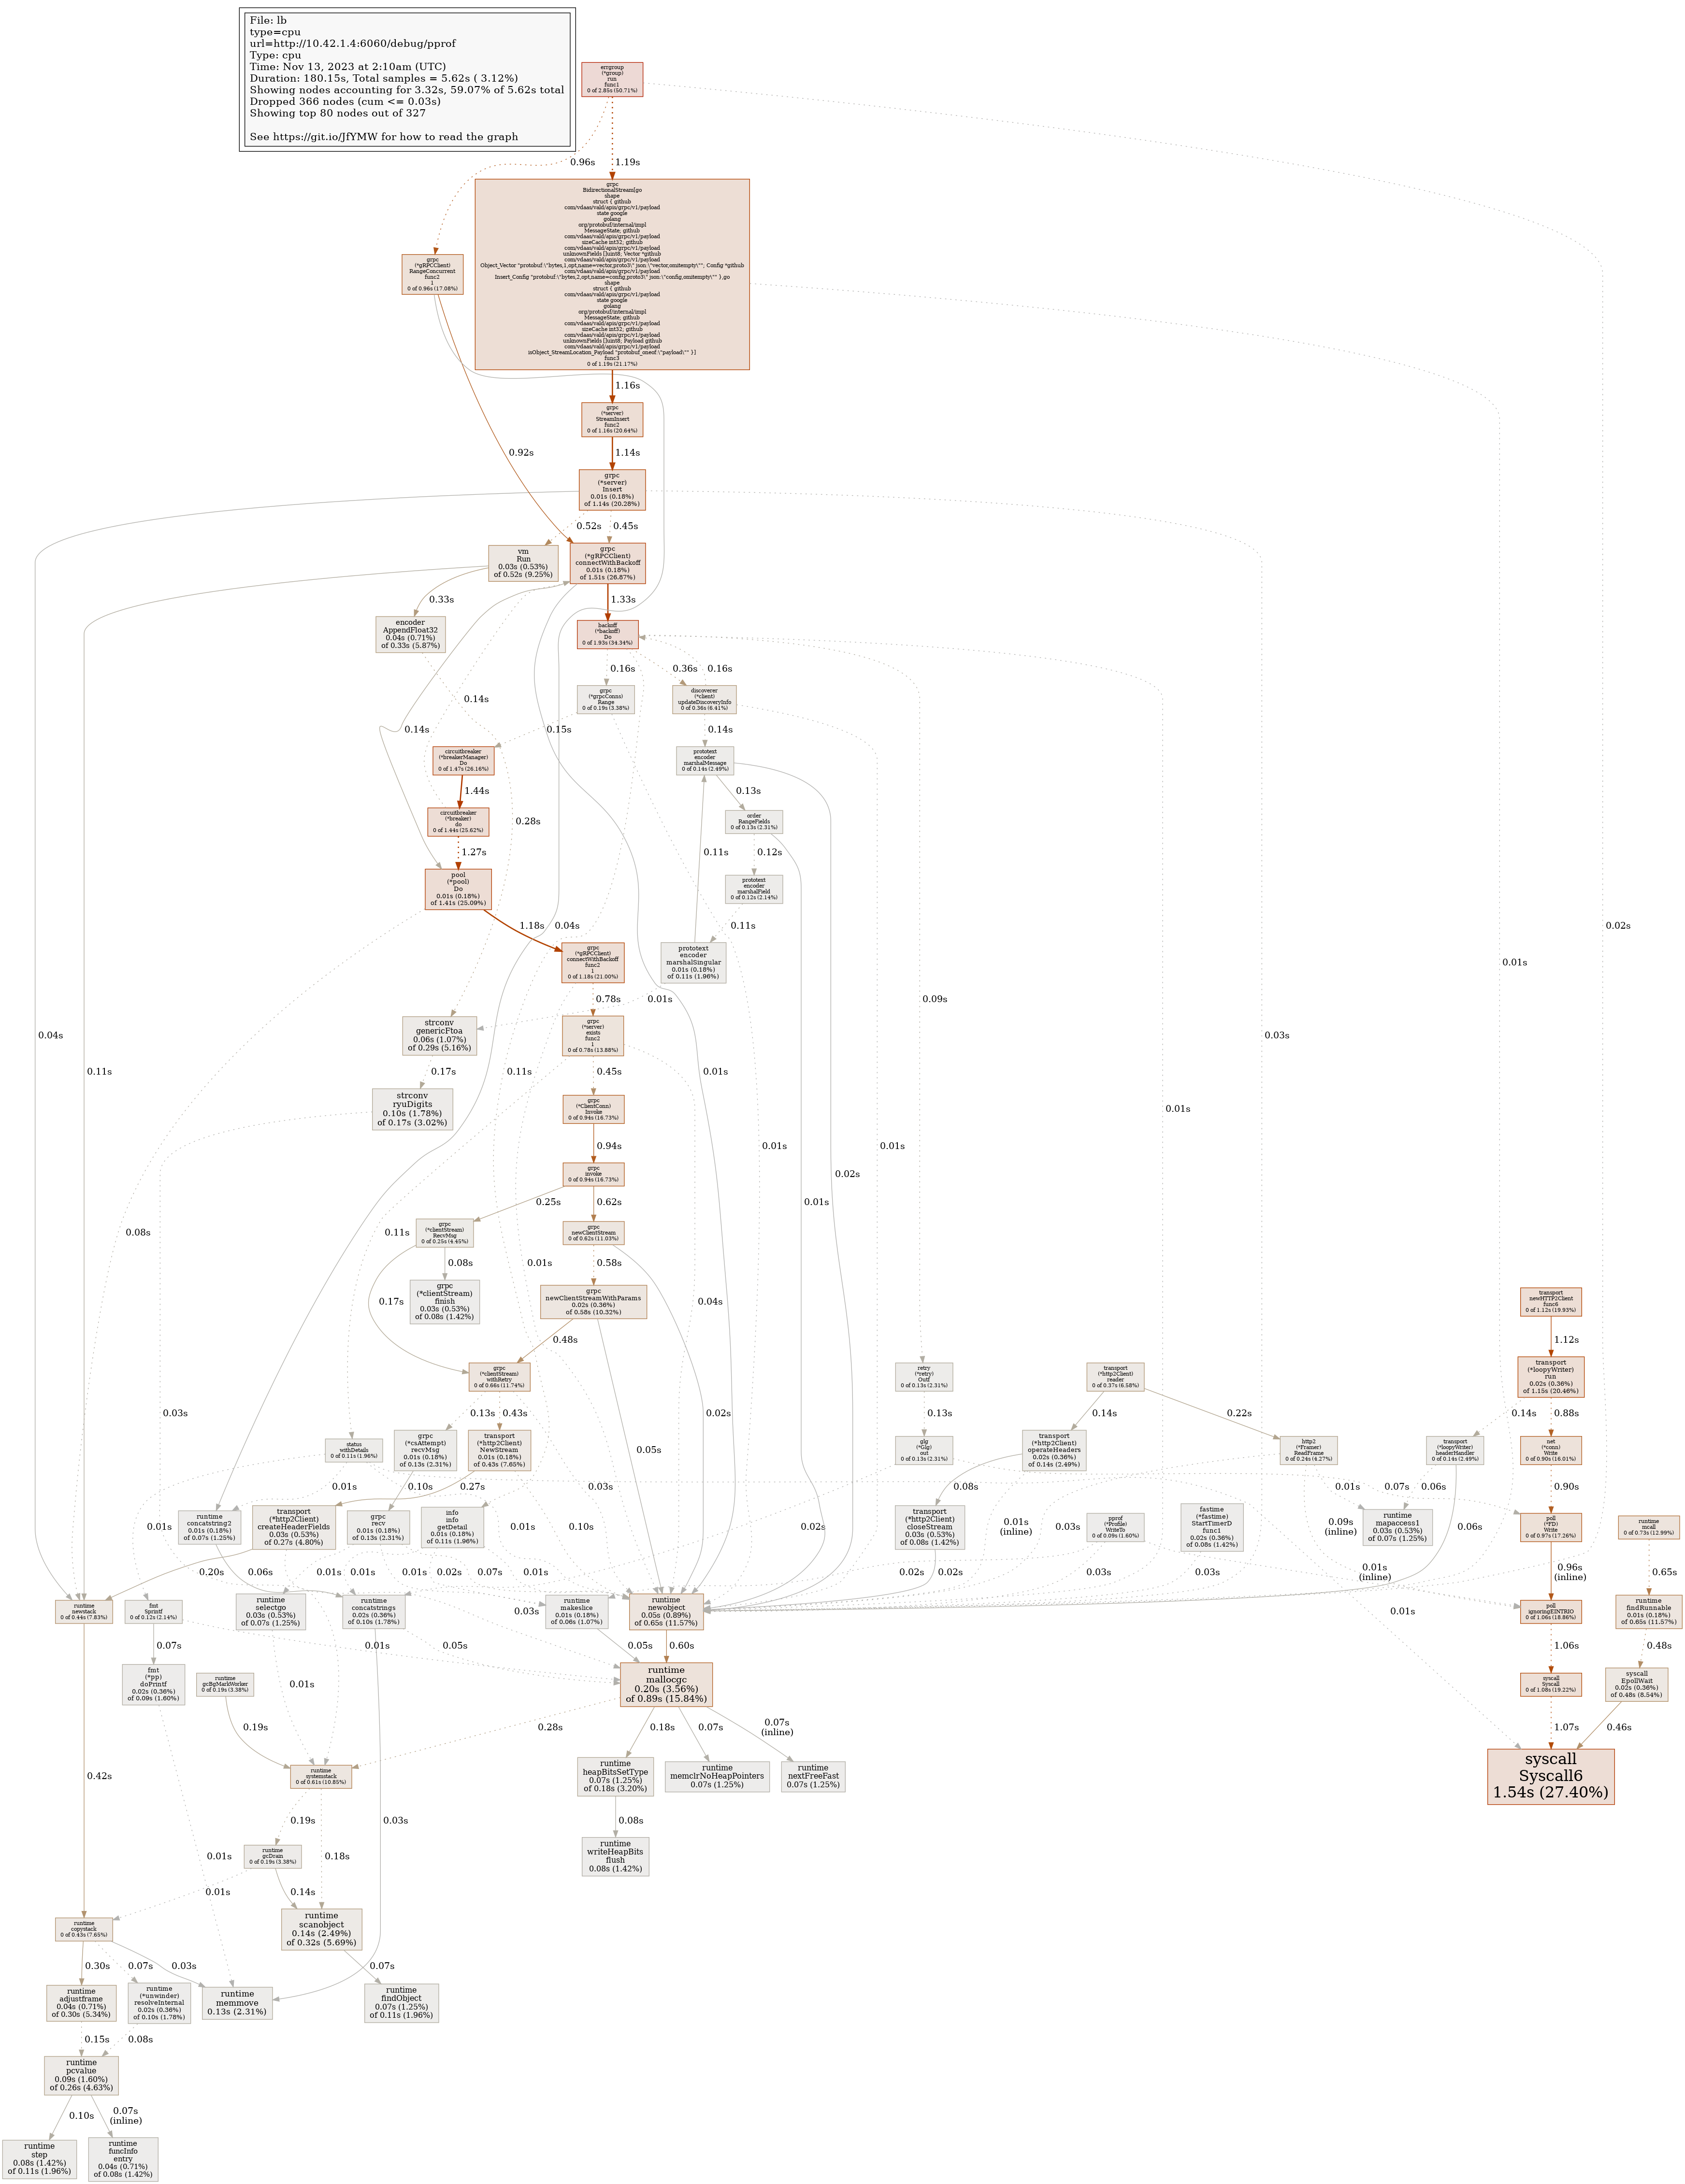 File: lb
type=cpu
url=http://10.42.1.4:6060/debug/pprof
Type: cpu
Time: Nov 13, 2023 at 2:10am (UTC)
Duration: 180.15s, Total samples = 5.62s ( 3.12%)
Showing nodes accounting for 3.32s, 59.07% of 5.62s total
Dropped 366 nodes (cum <= 0.03s)
Showing top 80 nodes out of 327
See https://git.io/JfYMW for how to read the graph
errgroup
(*group)
run
func1
0 of 2.85s (50.71%)
0.96s
1.19s
grpc
BidirectionalStream[go
shape
struct { github
com/vdaas/vald/apis/grpc/v1/payload
state google
golang
org/protobuf/internal/impl
MessageState; github
com/vdaas/vald/apis/grpc/v1/payload
sizeCache int32; github
com/vdaas/vald/apis/grpc/v1/payload
unknownFields []uint8; Vector *github
com/vdaas/vald/apis/grpc/v1/payload
Object_Vector "protobuf:\"bytes,1,opt,name=vector,proto3\" json:\"vector,omitempty\""; Config *github
com/vdaas/vald/apis/grpc/v1/payload
Insert_Config "protobuf:\"bytes,2,opt,name=config,proto3\" json:\"config,omitempty\"" },go
shape
struct { github
com/vdaas/vald/apis/grpc/v1/payload
state google
golang
org/protobuf/internal/impl
MessageState; github
com/vdaas/vald/apis/grpc/v1/payload
sizeCache int32; github
com/vdaas/vald/apis/grpc/v1/payload
unknownFields []uint8; Payload github
com/vdaas/vald/apis/grpc/v1/payload
isObject_StreamLocation_Payload "protobuf_oneof:\"payload\"" }]
func3
0 of 1.19s (21.17%)
grpc
(*gRPCClient)
RangeConcurrent
func2
1
0 of 0.96s (17.08%)
1.16s
grpc
(*server)
StreamInsert
func2
0 of 1.16s (20.64%)
0.92s
1.14s
grpc
(*server)
Insert
0.01s (0.18%)
of 1.14s (20.28%)
0.52s
0.45s
vm
Run
0.03s (0.53%)
of 0.52s (9.25%)
grpc
(*gRPCClient)
connectWithBackoff
0.01s (0.18%)
of 1.51s (26.87%)
0.33s
1.33s
encoder
AppendFloat32
0.04s (0.71%)
of 0.33s (5.87%)
backoff
(*backoff)
Do
0 of 1.93s (34.34%)
0.16s
0.36s
0.16s
grpc
(*grpcConns)
Range
0 of 0.19s (3.38%)
discoverer
(*client)
updateDiscoveryInfo
0 of 0.36s (6.41%)
0.14s
0.14s
0.15s
0.14s
circuitbreaker
(*breakerManager)
Do
0 of 1.47s (26.16%)
prototext
encoder
marshalMessage
0 of 0.14s (2.49%)
1.44s
0.13s
circuitbreaker
(*breaker)
do
0 of 1.44s (25.62%)
0.28s
order
RangeFields
0 of 0.13s (2.31%)
1.27s
0.11s
0.12s
pool
(*pool)
Do
0.01s (0.18%)
of 1.41s (25.09%)
prototext
encoder
marshalField
0 of 0.12s (2.14%)
1.18s
0.04s
0.11s
0.02s
grpc
(*gRPCClient)
connectWithBackoff
func2
1
0 of 1.18s (21.00%)
prototext
encoder
marshalSingular
0.01s (0.18%)
of 0.11s (1.96%)
0.01s
0.78s
0.01s
0.09s
strconv
genericFtoa
0.06s (1.07%)
of 0.29s (5.16%)
grpc
(*server)
exists
func2
1
0 of 0.78s (13.88%)
0.04s
0.03s
0.11s
0.17s
0.11s
0.45s
0.01s
strconv
ryuDigits
0.10s (1.78%)
of 0.17s (3.02%)
grpc
(*ClientConn)
Invoke
0 of 0.94s (16.73%)
0.01s
0.94s
0.01s
0.01s
grpc
invoke
0 of 0.94s (16.73%)
0.02s
0.25s
0.62s
0.01s
0.08s
0.11s
grpc
(*clientStream)
RecvMsg
0 of 0.25s (4.45%)
grpc
newClientStream
0 of 0.62s (11.03%)
0.08s
0.01s
0.58s
grpc
(*clientStream)
finish
0.03s (0.53%)
of 0.08s (1.42%)
grpc
newClientStreamWithParams
0.02s (0.36%)
of 0.58s (10.32%)
0.04s
transport
newHTTP2Client
func6
0 of 1.12s (19.93%)
0.17s
0.48s
1.12s
grpc
(*clientStream)
withRetry
0 of 0.66s (11.74%)
retry
(*retry)
Outf
0 of 0.13s (2.31%)
transport
(*http2Client)
reader
0 of 0.37s (6.58%)
transport
(*loopyWriter)
run
0.02s (0.36%)
of 1.15s (20.46%)
0.03s
0.13s
0.43s
0.02s
0.13s
0.14s
0.22s
0.14s
0.88s
status
withDetails
0 of 0.11s (1.96%)
grpc
(*csAttempt)
recvMsg
0.01s (0.18%)
of 0.13s (2.31%)
transport
(*http2Client)
NewStream
0.01s (0.18%)
of 0.43s (7.65%)
0.05s
glg
(*Glg)
out
0 of 0.13s (2.31%)
transport
(*http2Client)
operateHeaders
0.02s (0.36%)
of 0.14s (2.49%)
http2
(*Framer)
ReadFrame
0 of 0.24s (4.27%)
transport
(*loopyWriter)
headerHandler
0 of 0.14s (2.49%)
net
(*conn)
Write
0 of 0.90s (16.01%)
0.01s
0.10s
0.27s
0.03s
0.08s
0.01s
0.07s
0.06s
0.90s
runtime
concatstring2
0.01s (0.18%)
of 0.07s (1.25%)
transport
(*http2Client)
createHeaderFields
0.03s (0.53%)
of 0.27s (4.80%)
grpc
recv
0.01s (0.18%)
of 0.13s (2.31%)
info
info
getDetail
0.01s (0.18%)
of 0.11s (1.96%)
0.01s
0.10s
0.02s
transport
(*http2Client)
closeStream
0.03s (0.53%)
of 0.08s (1.42%)
0.01s
(inline)
0.03s
pprof
(*Profile)
WriteTo
0 of 0.09s (1.60%)
fastime
(*fastime)
StartTimerD
func1
0.02s (0.36%)
of 0.08s (1.42%)
0.09s
(inline)
runtime
mapaccess1
0.03s (0.53%)
of 0.07s (1.25%)
0.06s
poll
(*FD)
Write
0 of 0.97s (17.26%)
runtime
mcall
0 of 0.73s (12.99%)
0.01s
0.20s
0.06s
0.01s
0.01s
0.02s
0.07s
0.01s
0.02s
0.02s
0.03s
0.03s
0.01s
(inline)
0.96s
(inline)
0.65s
runtime
newstack
0 of 0.44s (7.83%)
fmt
Sprintf
0 of 0.12s (2.14%)
runtime
selectgo
0.03s (0.53%)
of 0.07s (1.25%)
runtime
concatstrings
0.02s (0.36%)
of 0.10s (1.78%)
0.03s
runtime
makeslice
0.01s (0.18%)
of 0.06s (1.07%)
runtime
newobject
0.05s (0.89%)
of 0.65s (11.57%)
0.01s
poll
ignoringEINTRIO
0 of 1.06s (18.86%)
runtime
findRunnable
0.01s (0.18%)
of 0.65s (11.57%)
0.07s
0.01s
0.05s
0.05s
0.60s
1.06s
0.48s
fmt
(*pp)
doPrintf
0.02s (0.36%)
of 0.09s (1.60%)
runtime
gcBgMarkWorker
0 of 0.19s (3.38%)
0.01s
runtime
mallocgc
0.20s (3.56%)
of 0.89s (15.84%)
syscall
Syscall
0 of 1.08s (19.22%)
syscall
EpollWait
0.02s (0.36%)
of 0.48s (8.54%)
0.19s
0.28s
0.18s
0.07s
0.07s
(inline)
1.07s
0.46s
0.42s
runtime
systemstack
0 of 0.61s (10.85%)
runtime
heapBitsSetType
0.07s (1.25%)
of 0.18s (3.20%)
runtime
memclrNoHeapPointers
0.07s (1.25%)
runtime
nextFreeFast
0.07s (1.25%)
syscall
Syscall6
1.54s (27.40%)
0.19s
0.18s
0.03s
0.08s
0.01s
runtime
gcDrain
0 of 0.19s (3.38%)
runtime
writeHeapBits
flush
0.08s (1.42%)
0.01s
0.14s
runtime
copystack
0 of 0.43s (7.65%)
runtime
scanobject
0.14s (2.49%)
of 0.32s (5.69%)
0.30s
0.07s
0.03s
0.07s
runtime
adjustframe
0.04s (0.71%)
of 0.30s (5.34%)
runtime
(*unwinder)
resolveInternal
0.02s (0.36%)
of 0.10s (1.78%)
runtime
memmove
0.13s (2.31%)
runtime
findObject
0.07s (1.25%)
of 0.11s (1.96%)
0.15s
0.08s
runtime
pcvalue
0.09s (1.60%)
of 0.26s (4.63%)
0.10s
0.07s
(inline)
runtime
step
0.08s (1.42%)
of 0.11s (1.96%)
runtime
funcInfo
entry
0.04s (0.71%)
of 0.08s (1.42%)